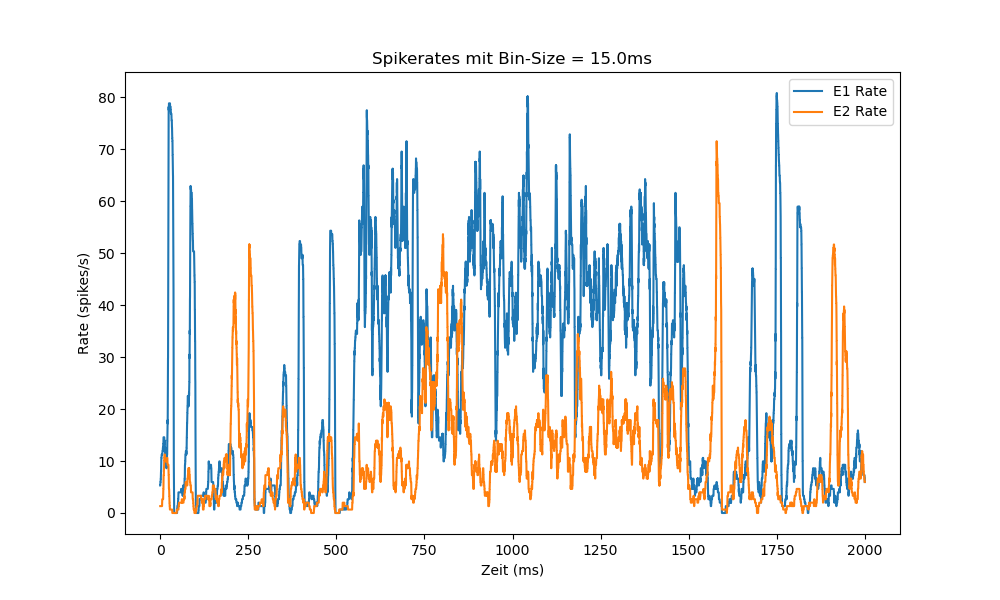 Spikerates mit Bin-Size = 15.0ms
E1 Rate
E2 Rate
80
70
60
50
40
30
20
10
0
Rate (spikes/s)
0 250 500 750 1000 1250 1500 1750 2000
Zeit (ms)